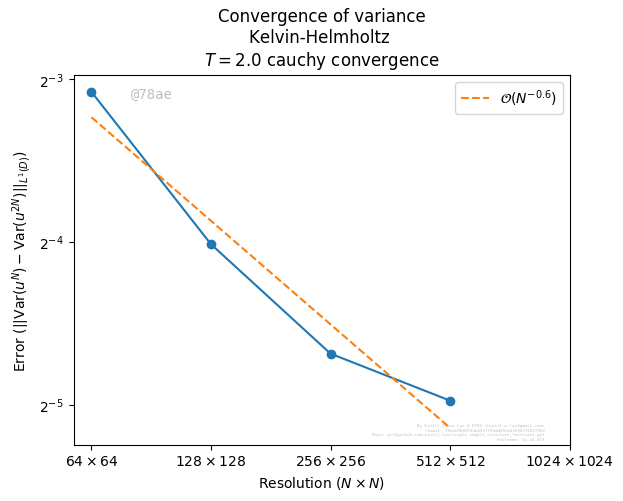 Convergence of variance
Kelvin-Helmholtz
T = 2.0 cauchy convergence
@78ae
O(N^{-0.6})
Error (||Var(u^N) − Var(u^{2N})||_{L^1(D)})
2^{-3}
2^{-4}
2^{-5}
64 × 64 128 × 128 256 × 256 512 × 512 1024 × 1024
Resolution (N × N)